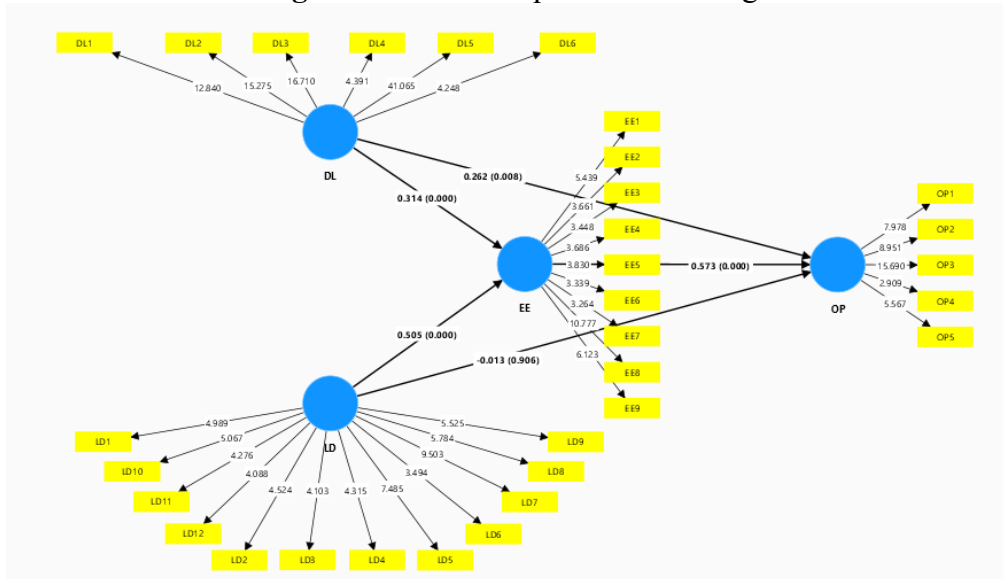 DL1 DL2 DL3 DL4 DL5 DL6
12.840 15.275 16.710 4.391 41.065 4.248
DL
0.262 (0.008)
0.314 (0.000)
EE1
EE2
EE3
EE4
EE5
EE6
EE7
EE8
EE9
5.439
3.661
3.448
3.686
3.830
3.339
3.264
10.777
6.123
EE
0.573 (0.000)
0.505 (0.000)
-0.013 (0.906)
OP1
OP2
OP3
OP4
OP5
7.978
8.951
15.690
2.909
5.567
OP
LD
4.989
5.067
4.276
4.088
4.524
4.103
4.315
7.485
3.494
9.503
5.784
5.525
LD1
LD10
LD11
LD12
LD2
LD3
LD4
LD5
LD6
LD7
LD8
LD9